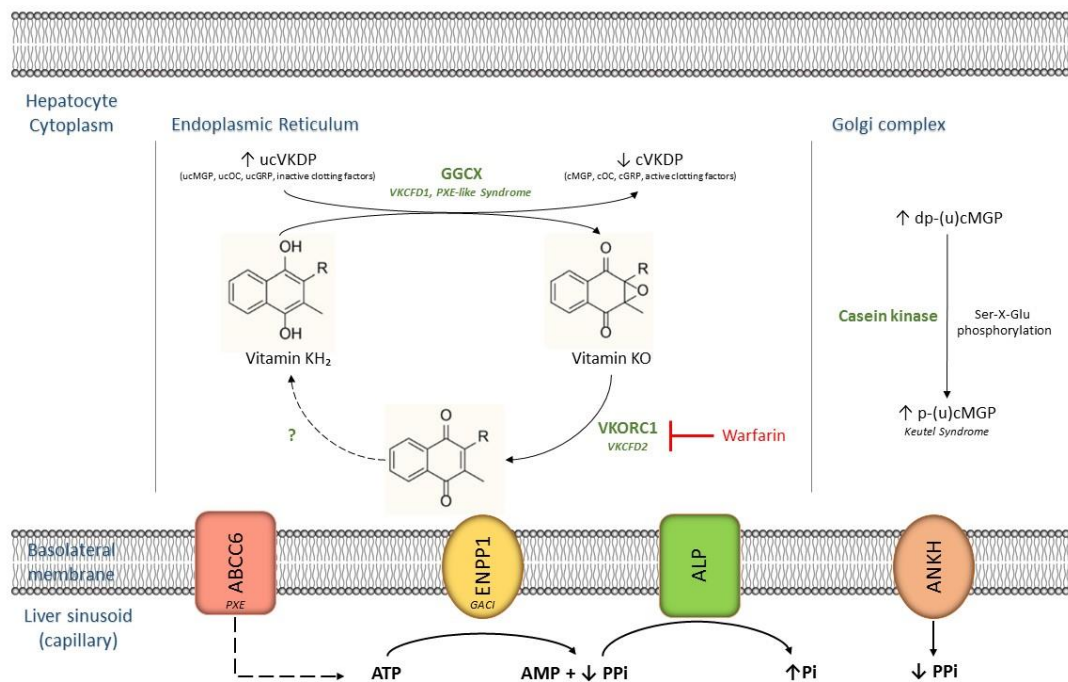 Hepatocyte
Cytoplasm
Endoplasmic Reticulum
Golgi complex
↑ ucVKDP
(ucMGP, ucOC, ucGRP, inactive clotting factors)
GGCX
VKCFD1, PXE-like Syndrome
↓ cVKDP
(cMGP, cOC, cGRP, active clotting factors)
OH
R
OH
Vitamin KH₂
O
R
O
O
Vitamin KO
↑ dp-(u)cMGP
Casein kinase
Ser-X-Glu
phosphorylation
↑ p-(u)cMGP
Keutel Syndrome
?
O
R
O
VKORC1
VKCFD2
Warfarin
Basolateral
membrane
ABCC6
PXE
ENPP1
GACI
ALP
ANKH
Liver sinusoid
(capillary)
ATP
AMP + ↓ PPi
↑Pi
↓ PPi